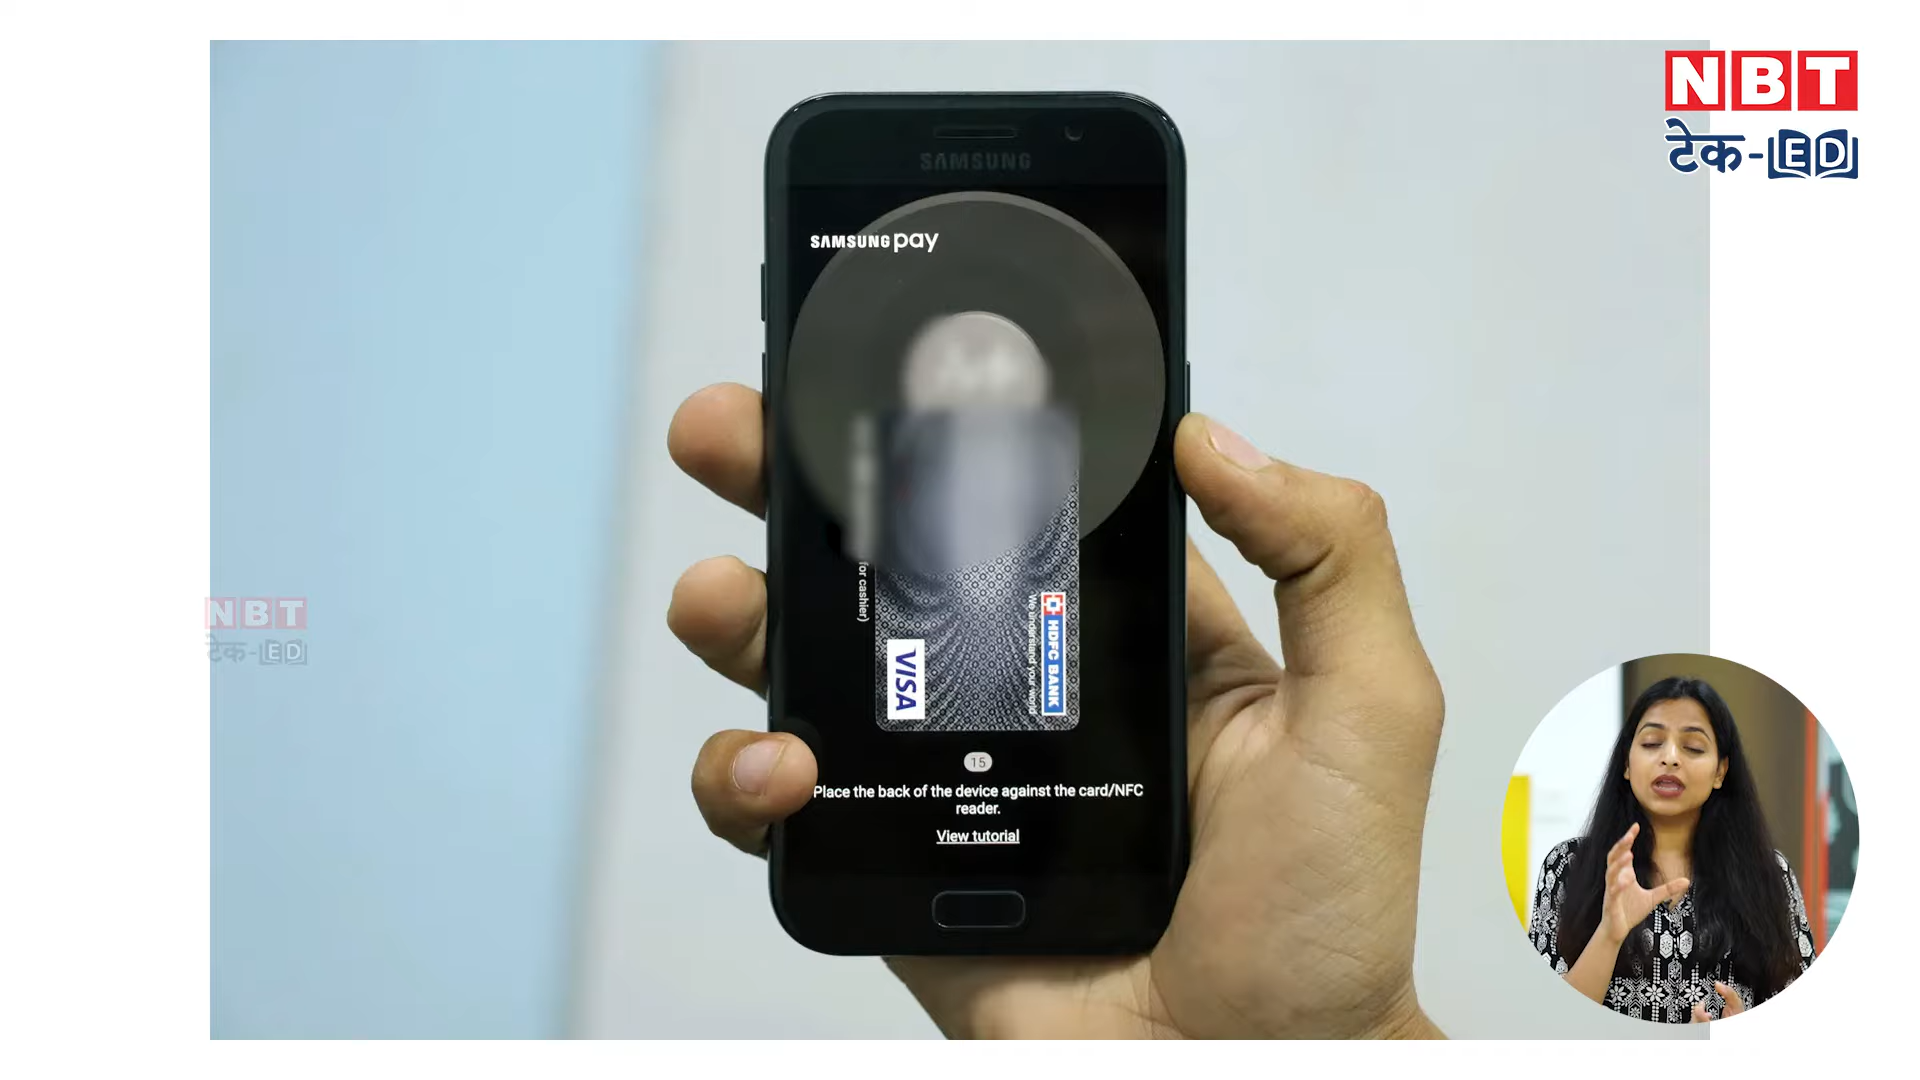 NBT
टेक-ED
SAMSUNG
SAMSUNG pay
for cashier)
HDFC BANK
We understand your world
VISA
15
Place the back of the device against the card/NFC
reader.
View tutorial
NBT
टेक-ED